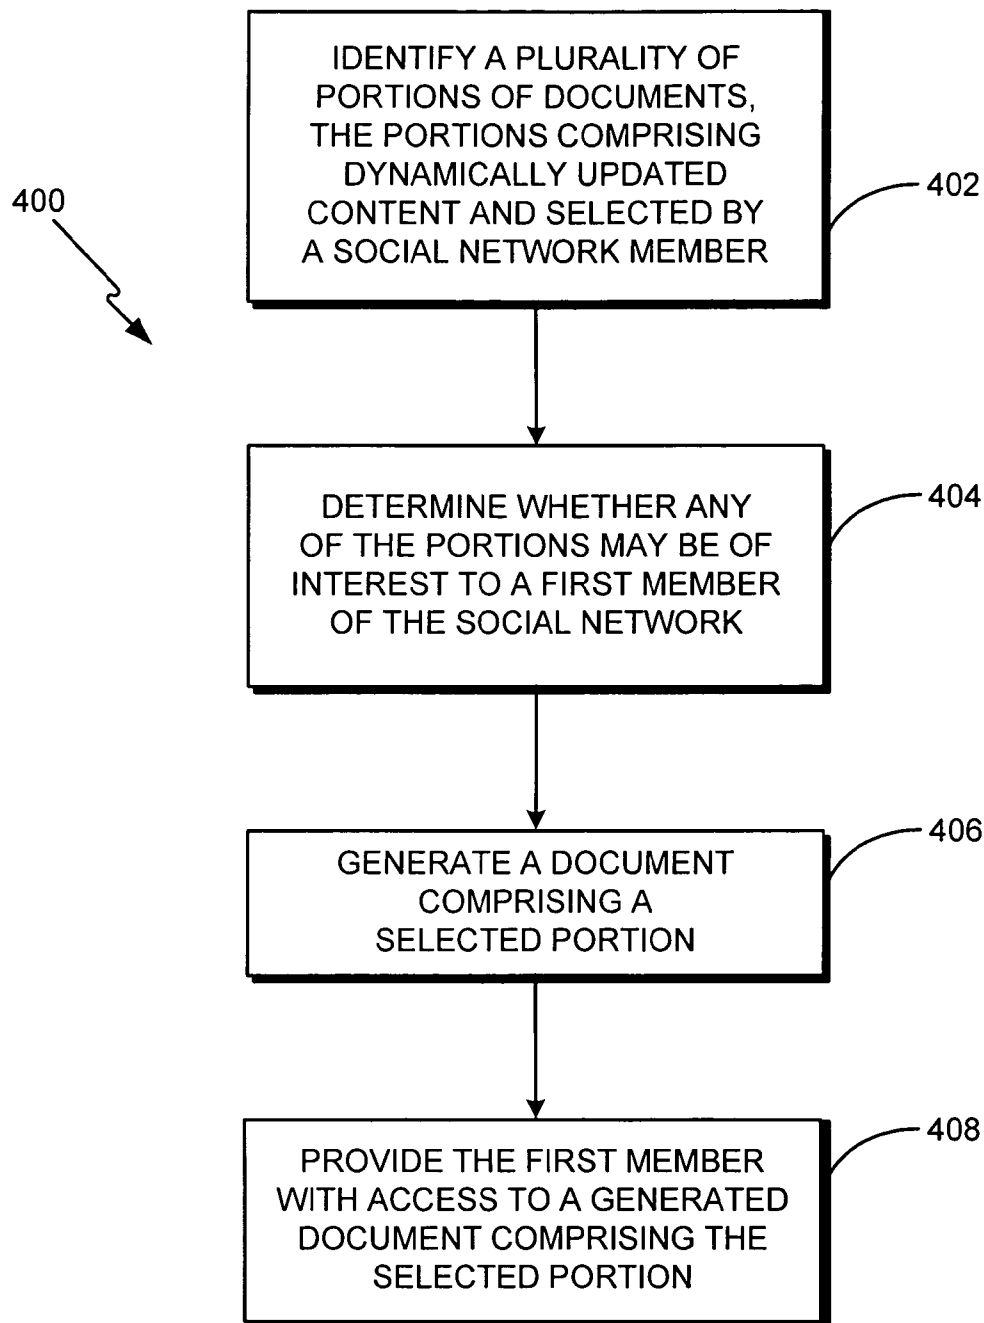 IDENTIFY A PLURALITY OF
PORTIONS OF DOCUMENTS,
THE PORTIONS COMPRISING
DYNAMICALLY UPDATED
CONTENT AND SELECTED BY
A SOCIAL NETWORK MEMBER
402
400
DETERMINE WHETHER ANY
OF THE PORTIONS MAY BE OF
INTEREST TO A FIRST MEMBER
OF THE SOCIAL NETWORK
404
GENERATE A DOCUMENT
COMPRISING A
SELECTED PORTION
406
PROVIDE THE FIRST MEMBER
WITH ACCESS TO A GENERATED
DOCUMENT COMPRISING THE
SELECTED PORTION
408